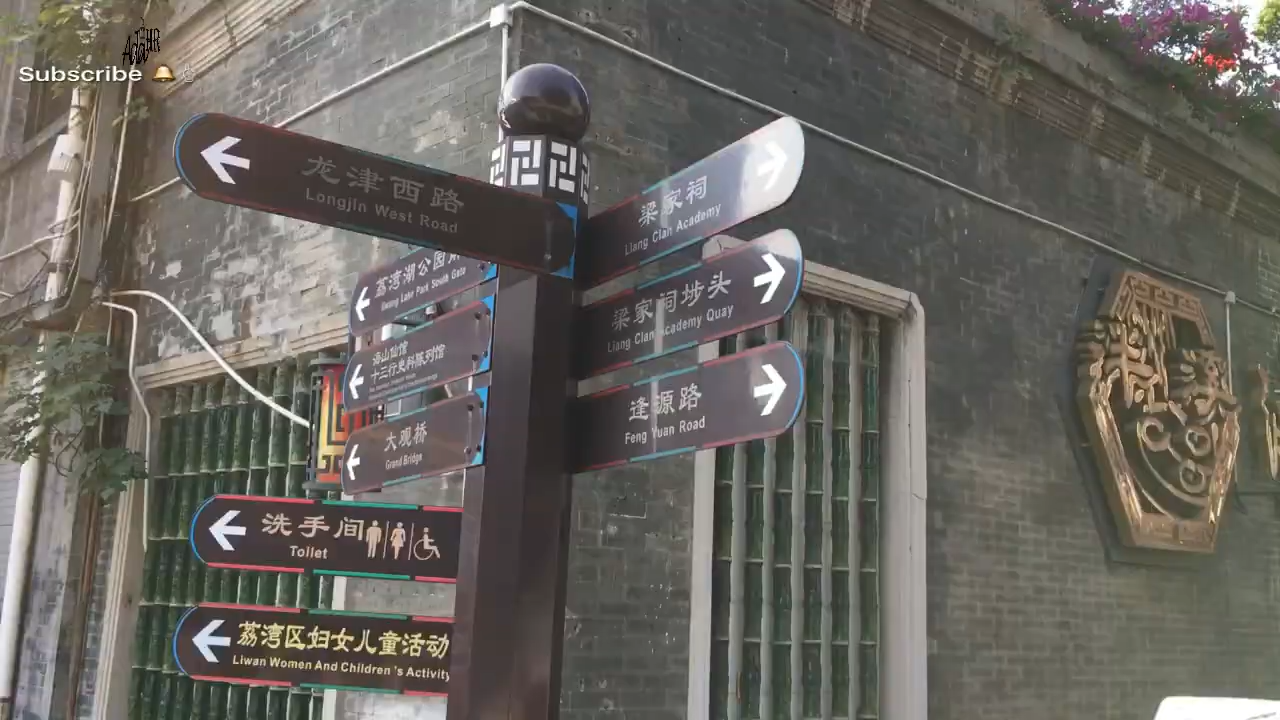 Subscribe
龙津西路
Longjin West Road
梁家祠
Liang Clan Academy
荔湾湖公园
Liwang Lake Park South Gate
梁家祠埗头
Liang Clan Academy Quay
海山仙馆
十三行史料陈列馆
大观桥
Grand Bridge
逢源路
Feng Yuan Road
洗手间
Toilet
荔湾区妇女儿童活动
Liwan Women And Children's Activity